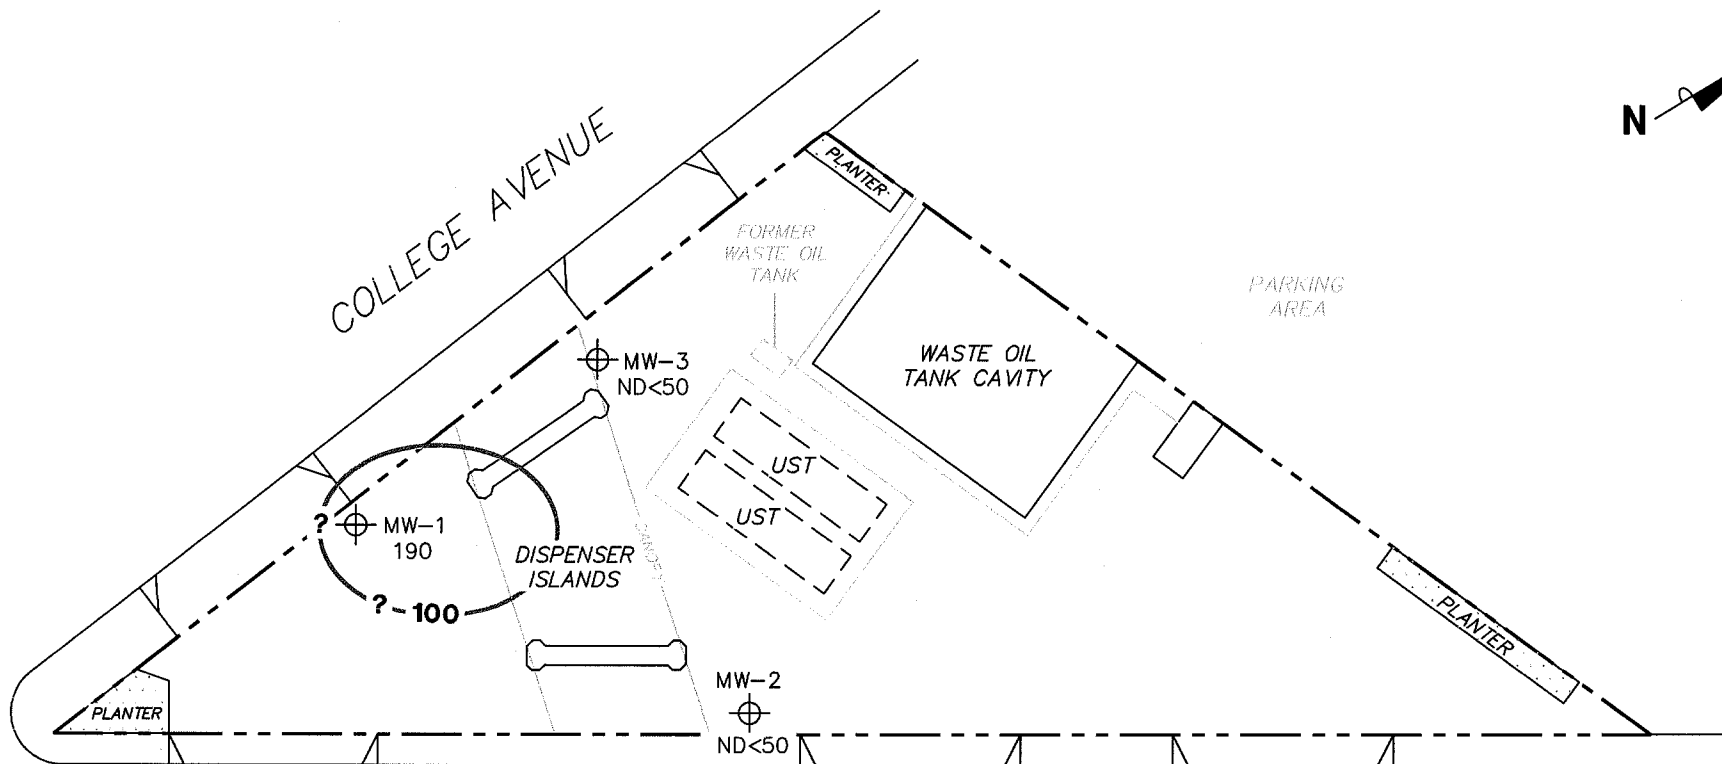 COLLEGE AVENUE
N
PLANTER
FORMER
WASTE OIL
TANK
PARKING
AREA
WASTE OIL
TANK CAVITY
MW-3
ND<50
UST
UST
?
MW-1
190
DISPENSER
ISLANDS
CANOPY
? - 100
PLANTER
MW-2
ND<50
PLANTER